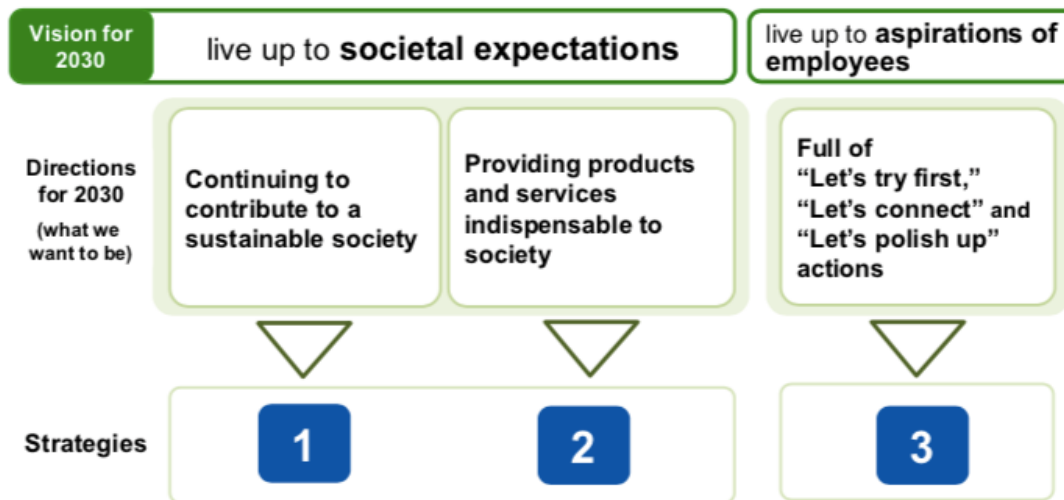 Vision for
2030
live up to societal expectations
live up to aspirations of
employees
Directions
for 2030
(what we
want to be)
Continuing to
contribute to a
sustainable society
Providing products
and services
indispensable to
society
Full of
“Let’s try first,”
“Let’s connect” and
“Let’s polish up”
actions
Strategies
1
2
3